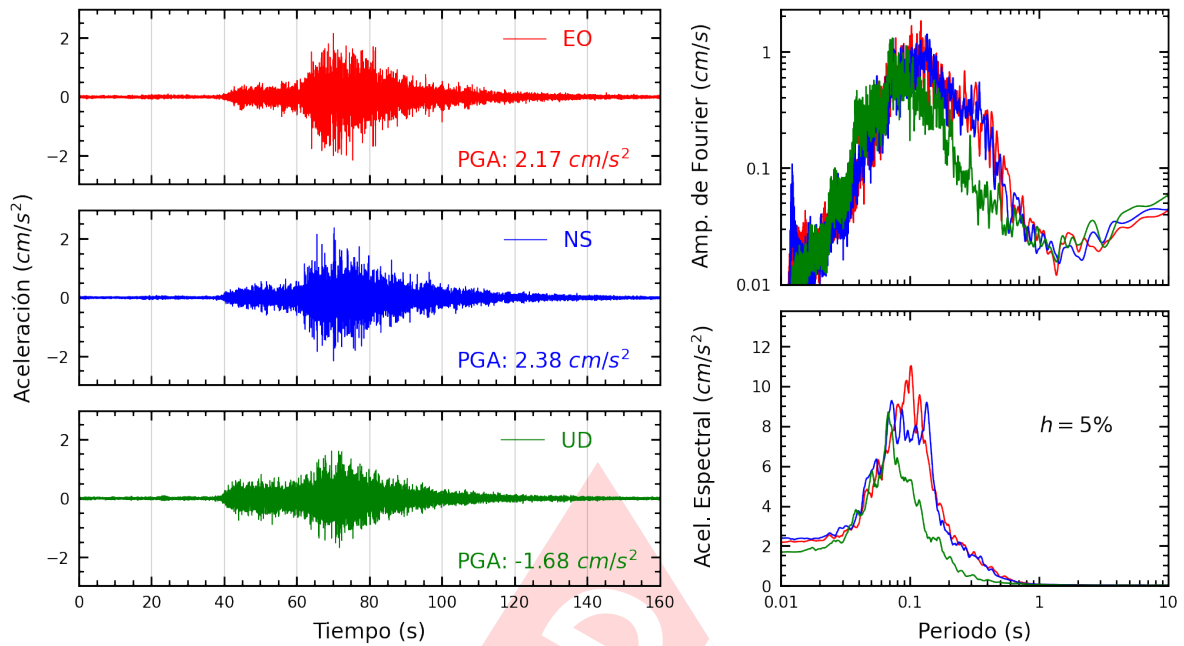 Aceleración (cm/s²)
2
0
−2
EO
PGA: 2.17 cm/s²
2
0
−2
NS
PGA: 2.38 cm/s²
2
0
−2
UD
PGA: -1.68 cm/s²
0 20 40 60 80 100 120 140 160
Tiempo (s)
Amp. de Fourier (cm/s)
1
0.1
0.01
Acel. Espectral (cm/s²)
12
10
8
6
4
2
0
h = 5%
0.01 0.1 1 10
Periodo (s)